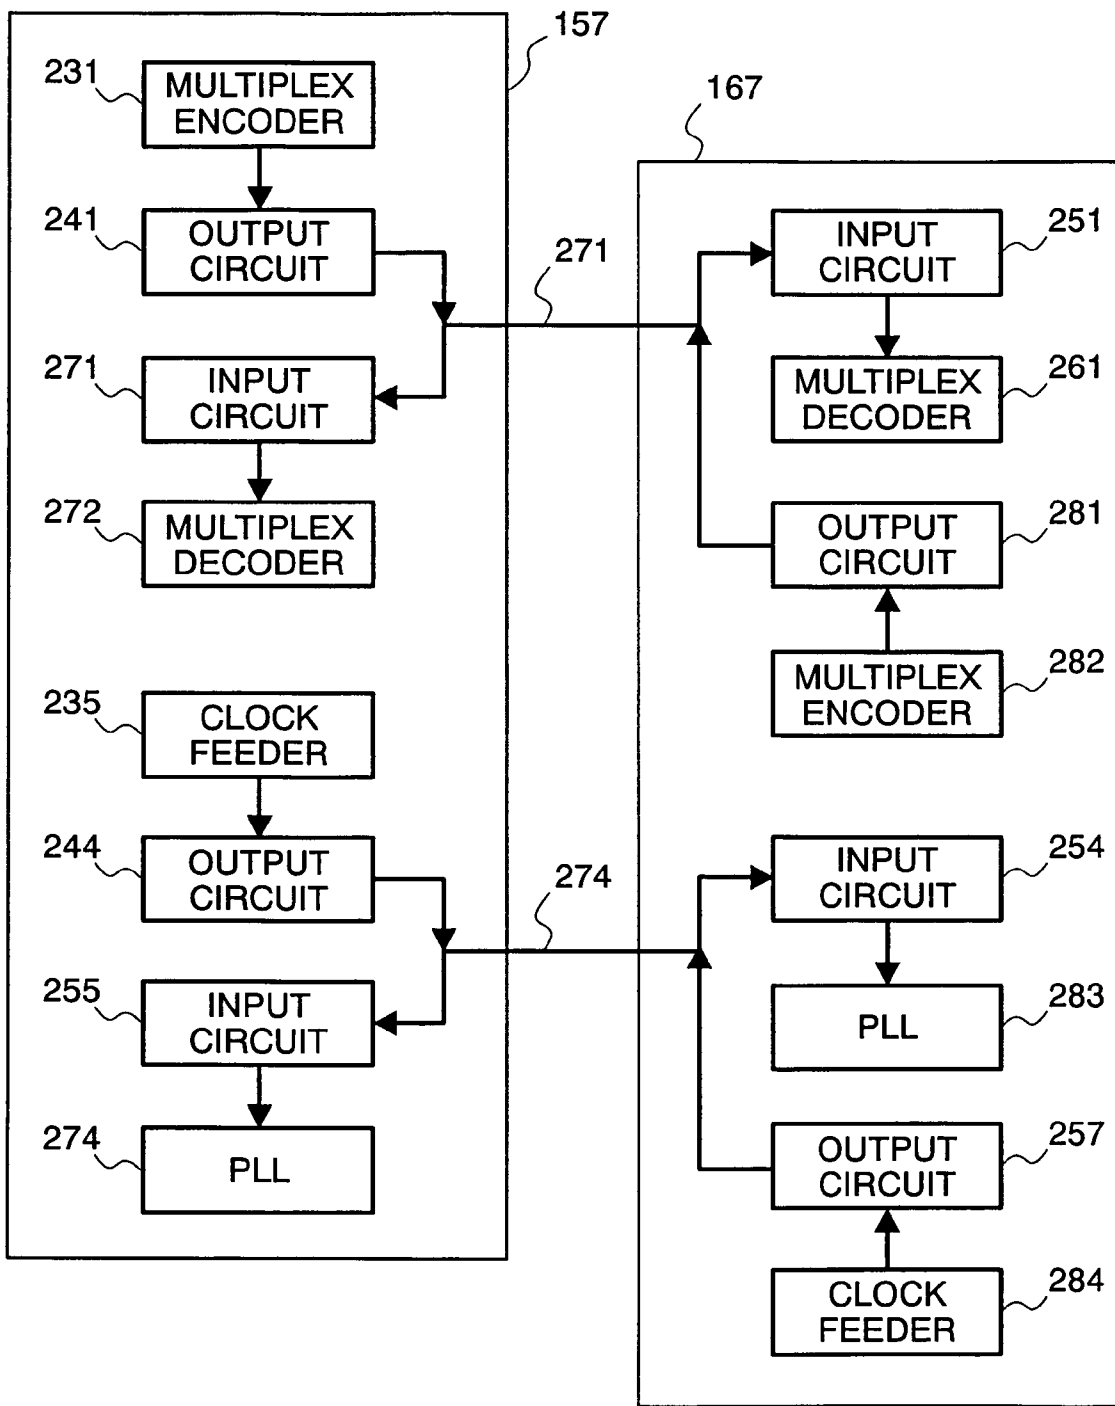 157
231
MULTIPLEX
ENCODER
241
OUTPUT
CIRCUIT
271
INPUT
CIRCUIT
272
MULTIPLEX
DECODER
235
CLOCK
FEEDER
244
OUTPUT
CIRCUIT
255
INPUT
CIRCUIT
274
PLL
271
274
167
INPUT
CIRCUIT
251
MULTIPLEX
DECODER
261
OUTPUT
CIRCUIT
281
MULTIPLEX
ENCODER
282
INPUT
CIRCUIT
254
PLL
283
OUTPUT
CIRCUIT
257
CLOCK
FEEDER
284